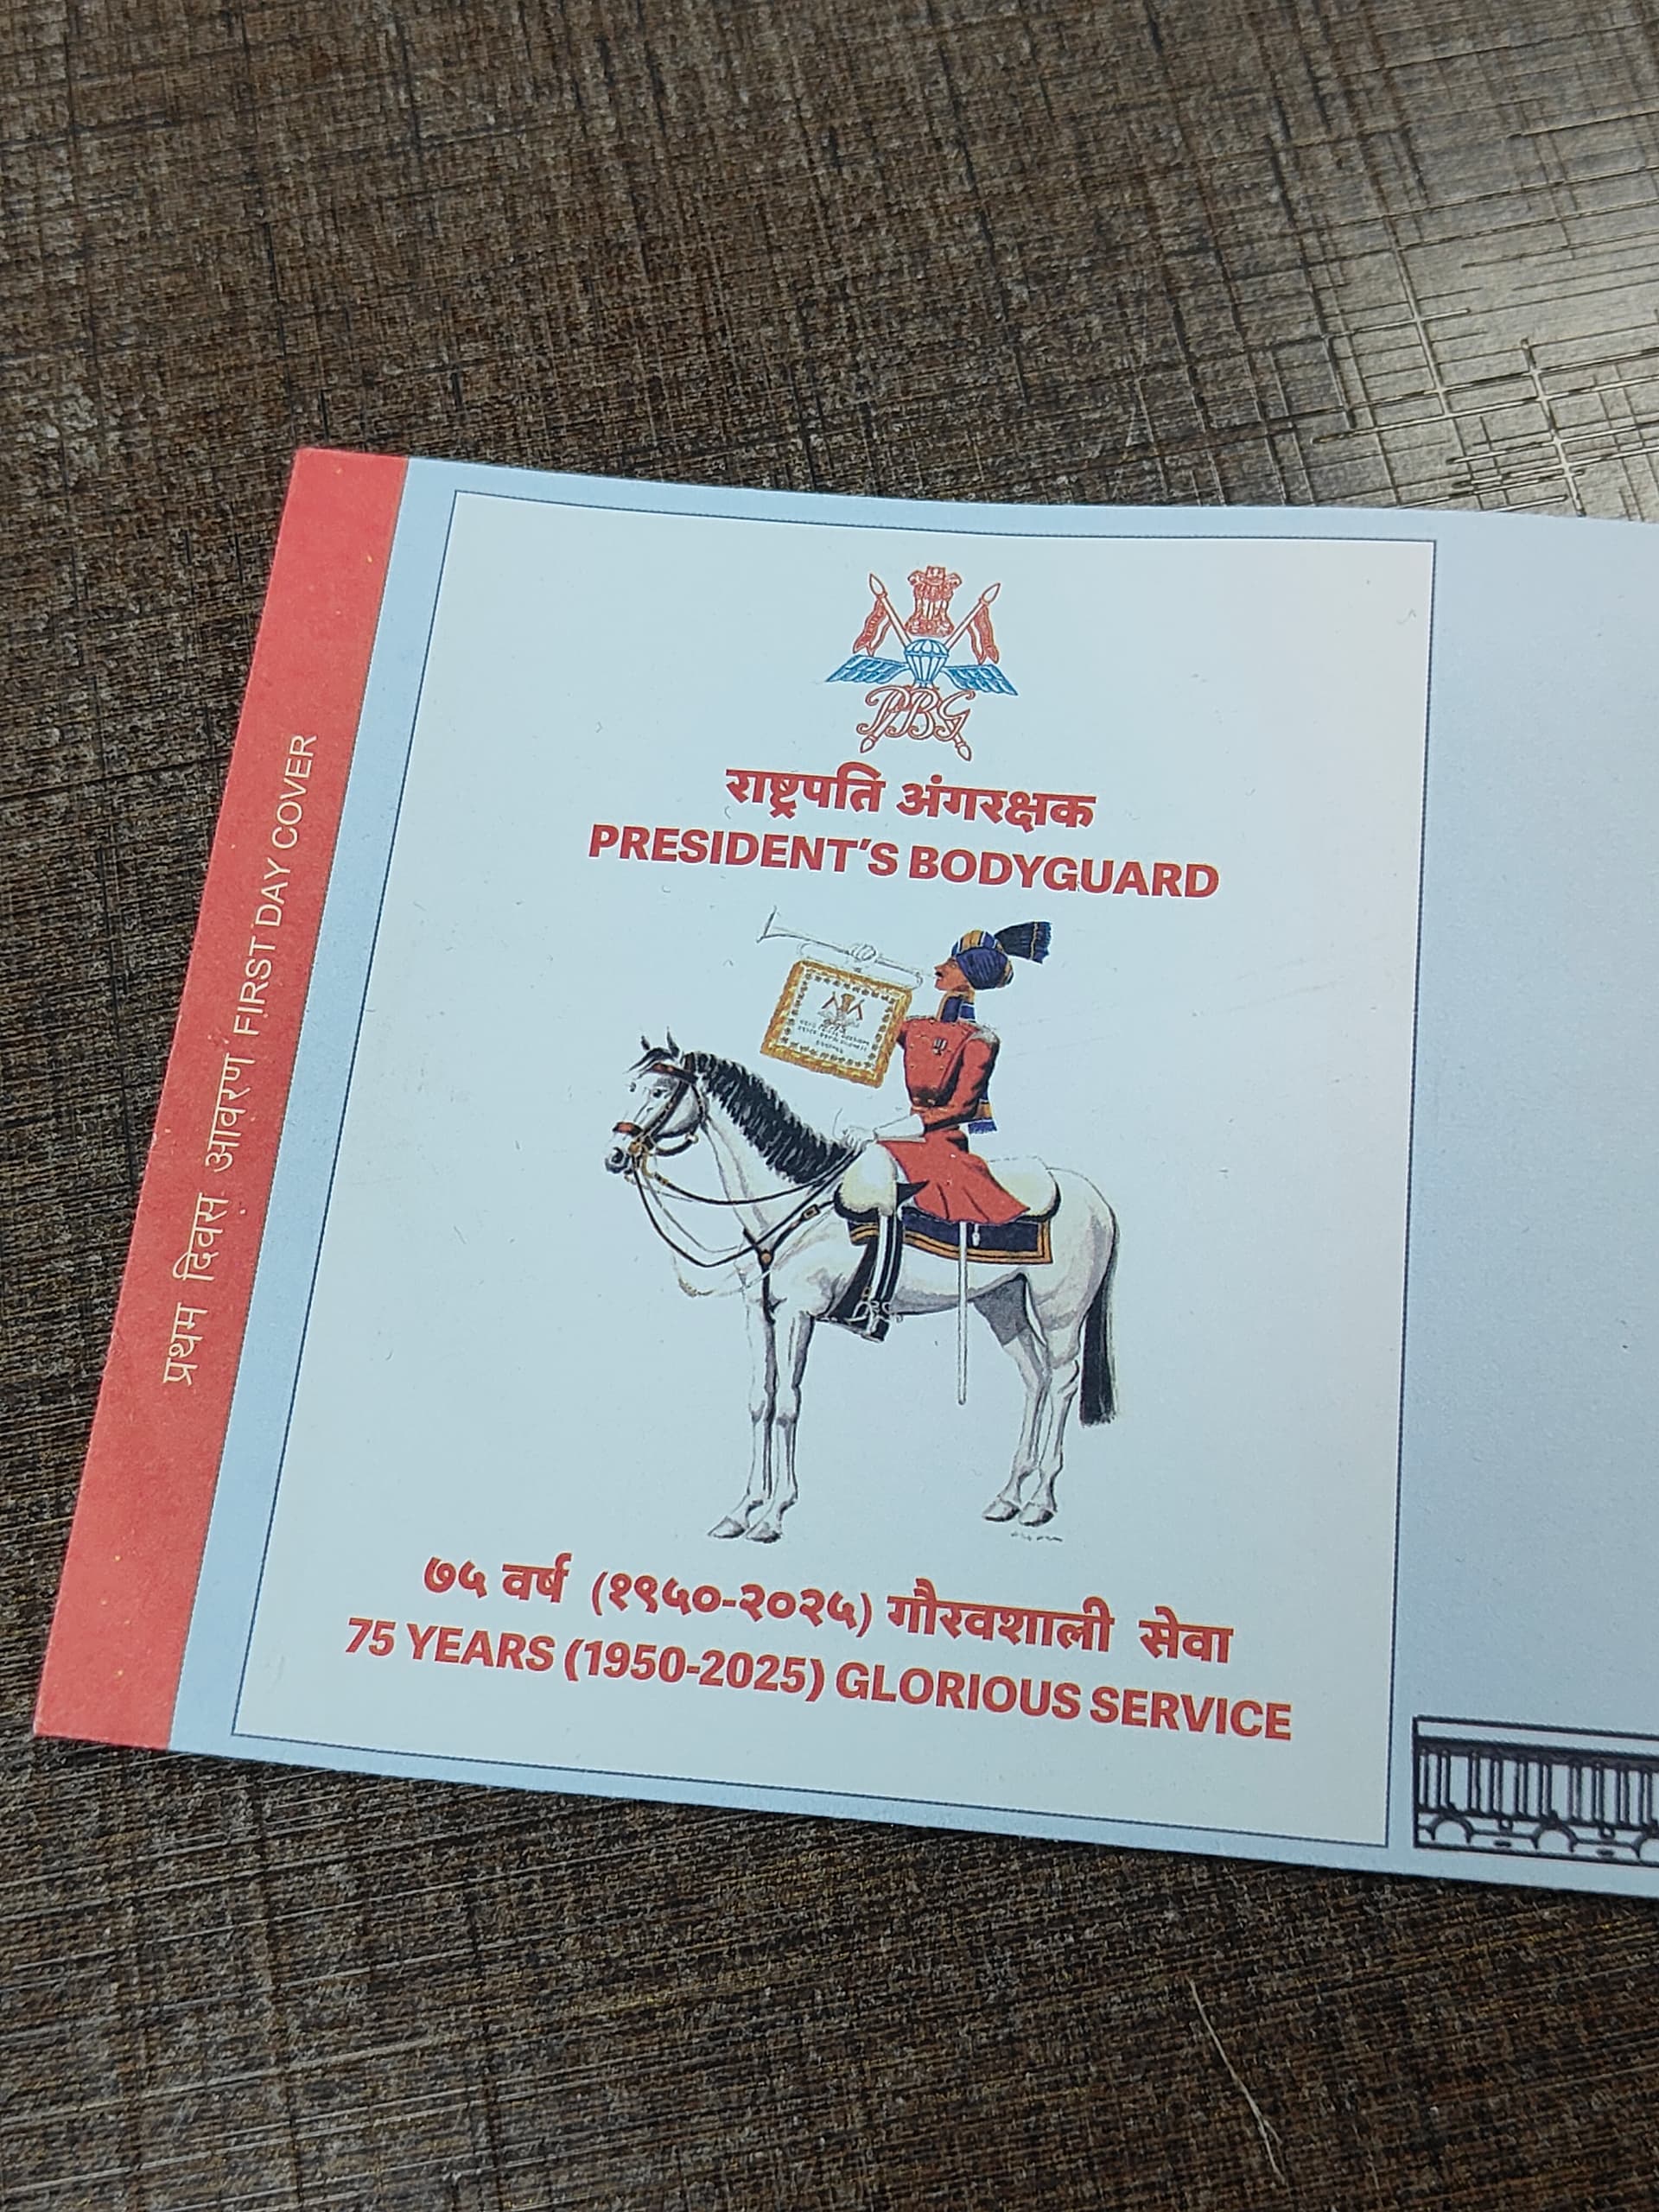 प्रथम दिवस आवरण FIRST DAY COVER
PBG
राष्ट्रपति अंगरक्षक
PRESIDENT'S BODYGUARD
७५ वर्ष (१९५०-२०२५) गौरवशाली सेवा
75 YEARS (1950-2025) GLORIOUS SERVICE